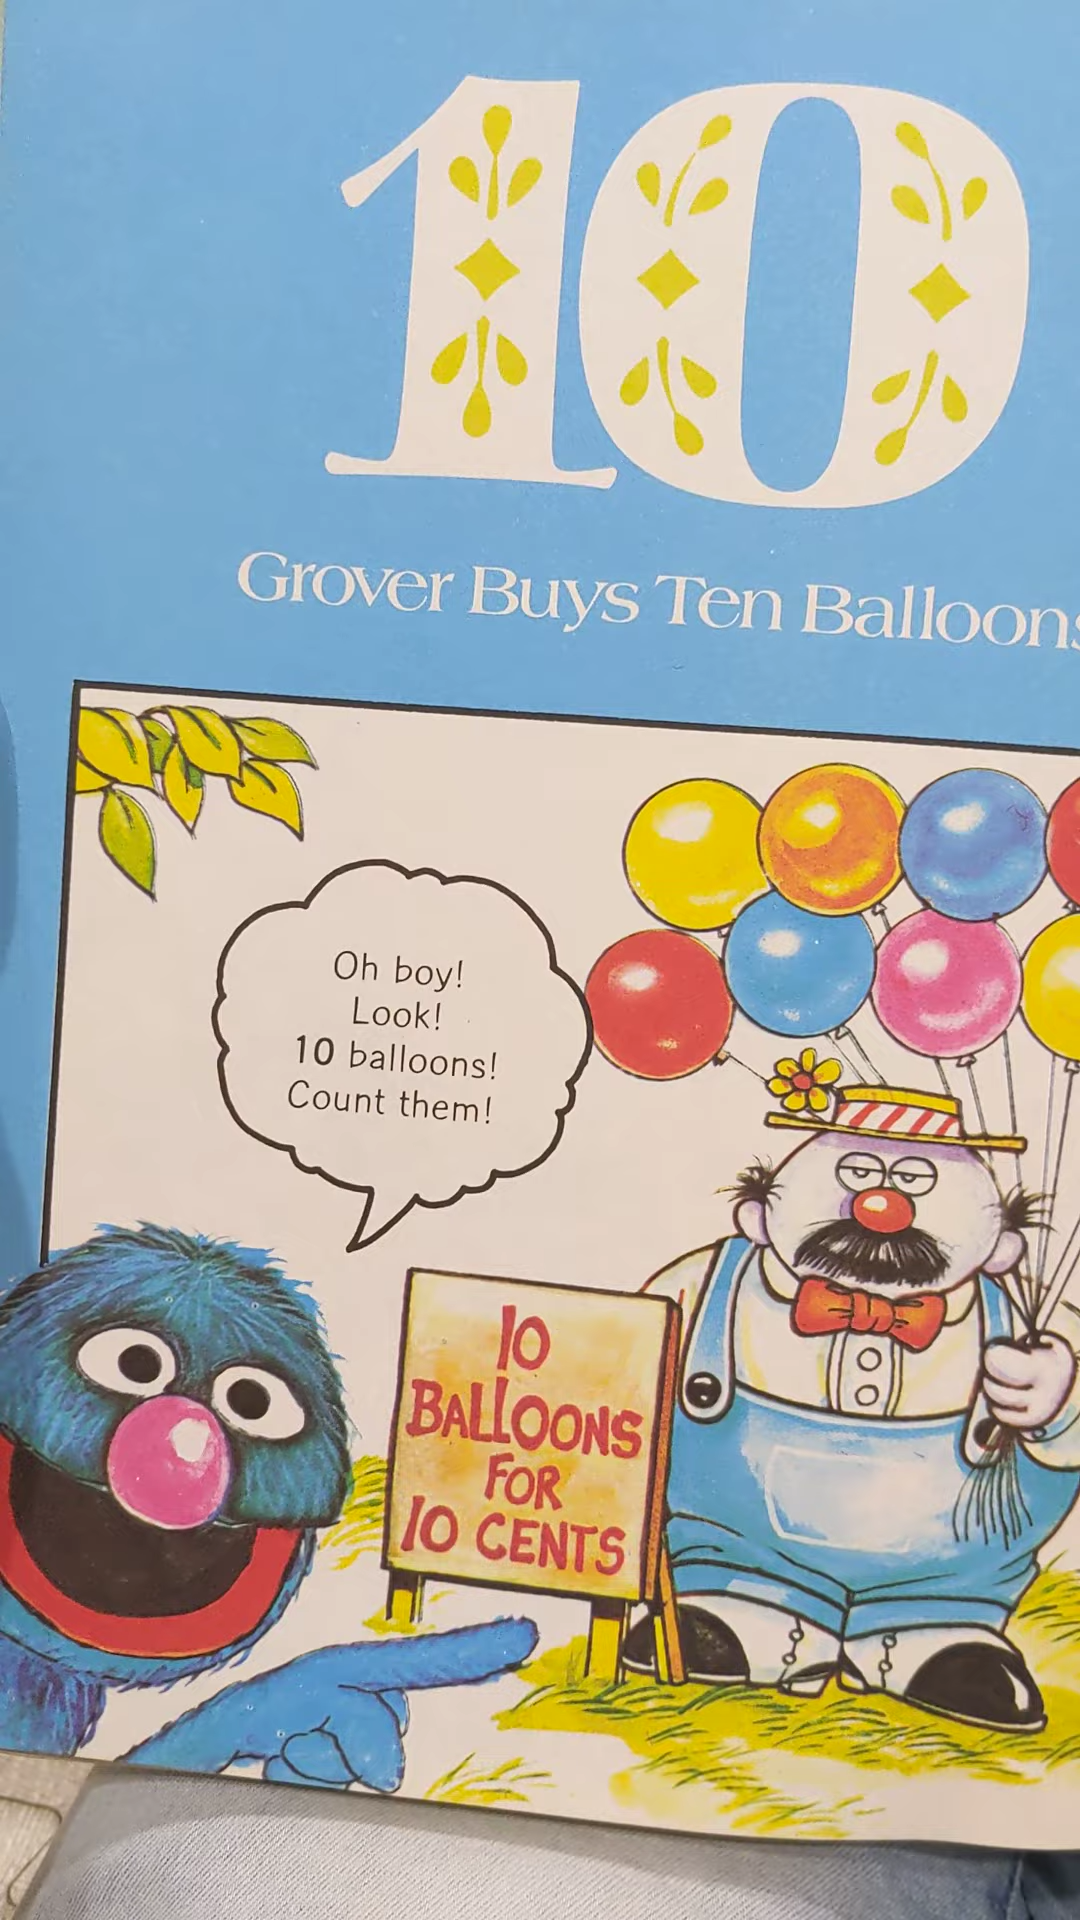 10
Grover Buys Ten Balloons
Oh boy!
Look!
10 balloons!
Count them!
10
BALLOONS
FOR
10 CENTS